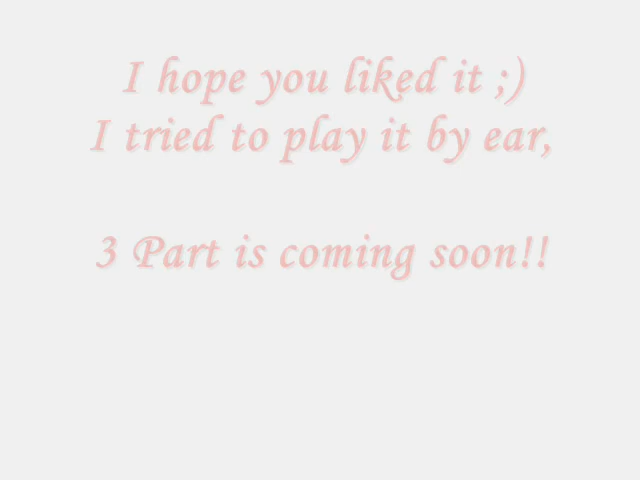 I hope you liked it ;)
I tried to play it by ear,
3 Part is coming soon!!